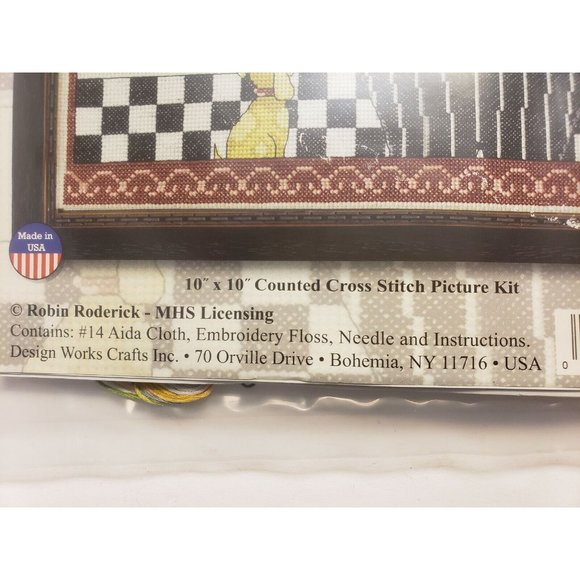 Made in
USA
10" x 10" Counted Cross Stitch Picture Kit
© Robin Roderick - MHS Licensing
Contains: #14 Aida Cloth, Embroidery Floss, Needle and Instructions.
Design Works Crafts Inc. • 70 Orville Drive • Bohemia, NY 11716 • USA
0